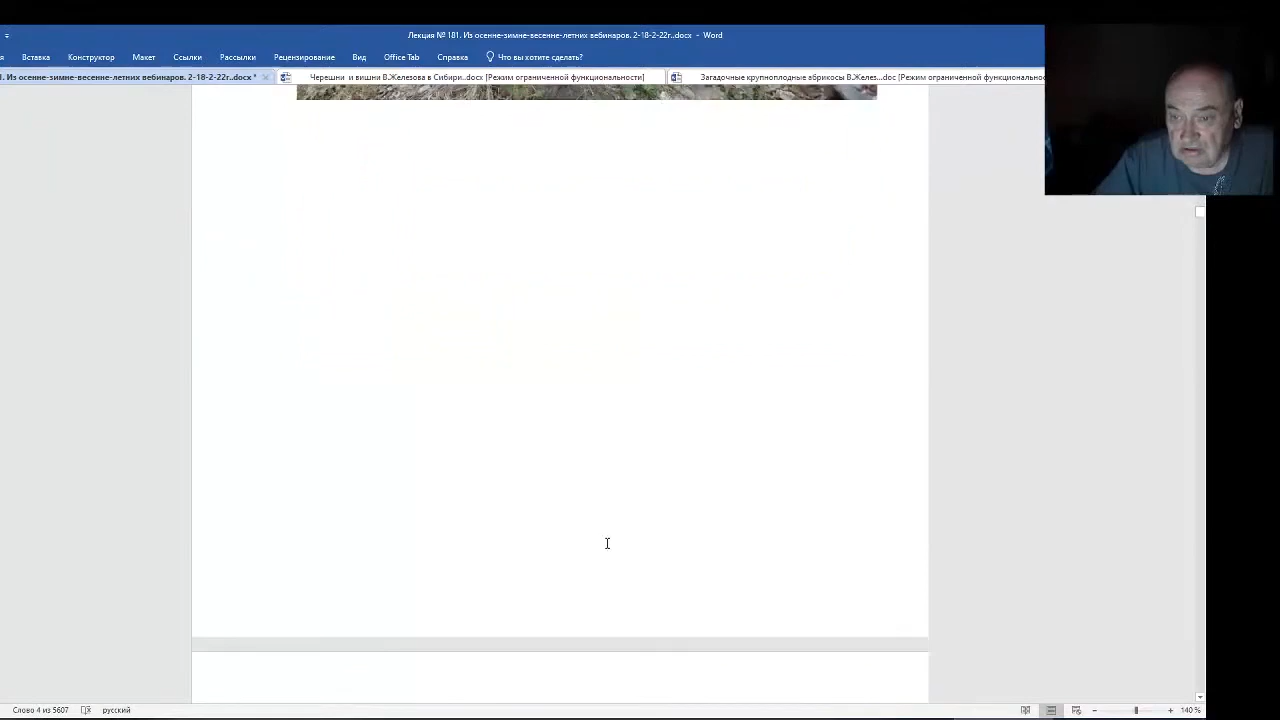 Лекция № 181. Из осенне-зимне-весенне-летних вебинаров. 2-18-2-22г..docx - Word
Вставка Конструктор Макет Ссылки Рассылки Рецензирование Вид Office Tab Справка Что вы хотите сделать?
. Из осенне-зимне-весенне-летних вебинаров. 2-18-2-22г..docx * Черешни и вишни В.Железова в Сибири..docx [Режим ограниченной функциональности] Загадочные крупноплодные абрикосы В.Желез...doc [Режим ограниченной функциональнос
Слово 4 из 5607 русский 140 %